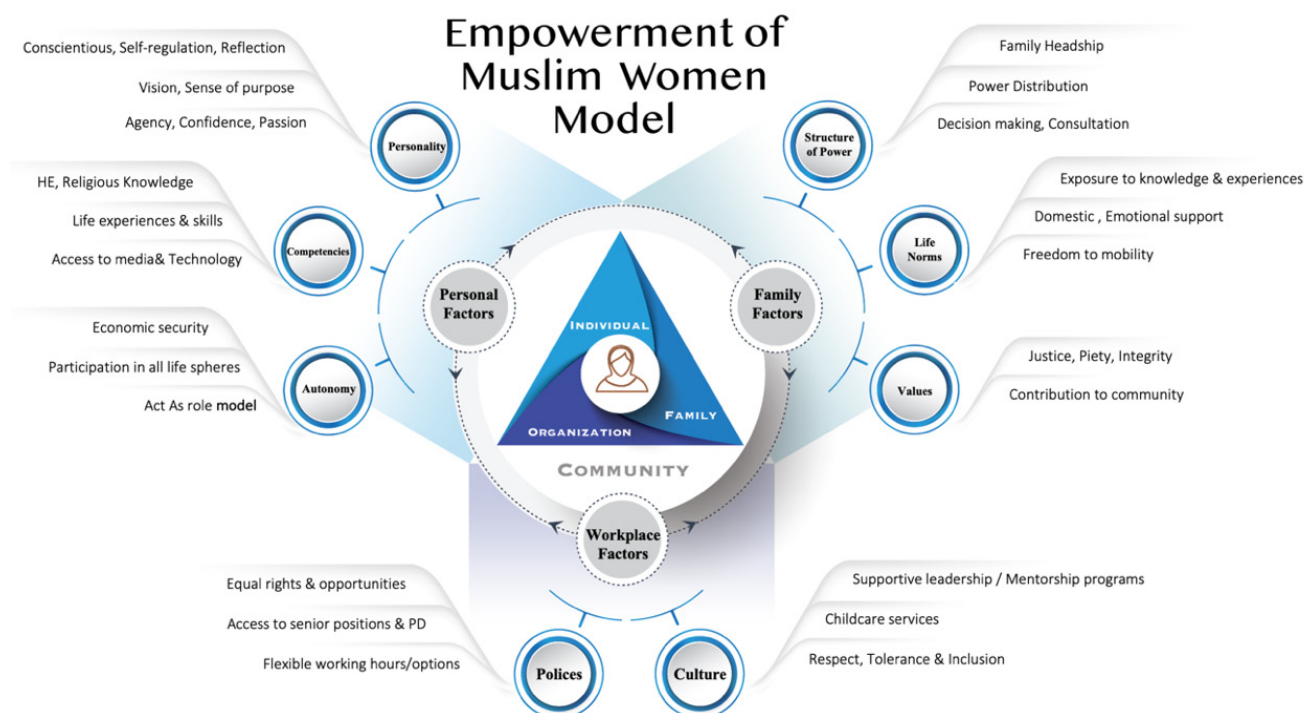 Empowerment of
Muslim Women
Model
Conscientious, Self-regulation, Reflection
Vision, Sense of purpose
Agency, Confidence, Passion
Personality
HE, Religious Knowledge
Life experiences & skills
Access to media& Technology
Competencies
Economic security
Participation in all life spheres
Act As role model
Autonomy
Personal
Factors
Family Headship
Power Distribution
Decision making, Consultation
Structure
of Power
Exposure to knowledge & experiences
Domestic , Emotional support
Freedom to mobility
Life
Norms
Justice, Piety, Integrity
Contribution to community
Values
Family
Factors
INDIVIDUAL
FAMILY
ORGANIZATION
COMMUNITY
Workplace
Factors
Equal rights & opportunities
Access to senior positions & PD
Flexible working hours/options
Polices
Supportive leadership / Mentorship programs
Childcare services
Respect, Tolerance & Inclusion
Culture